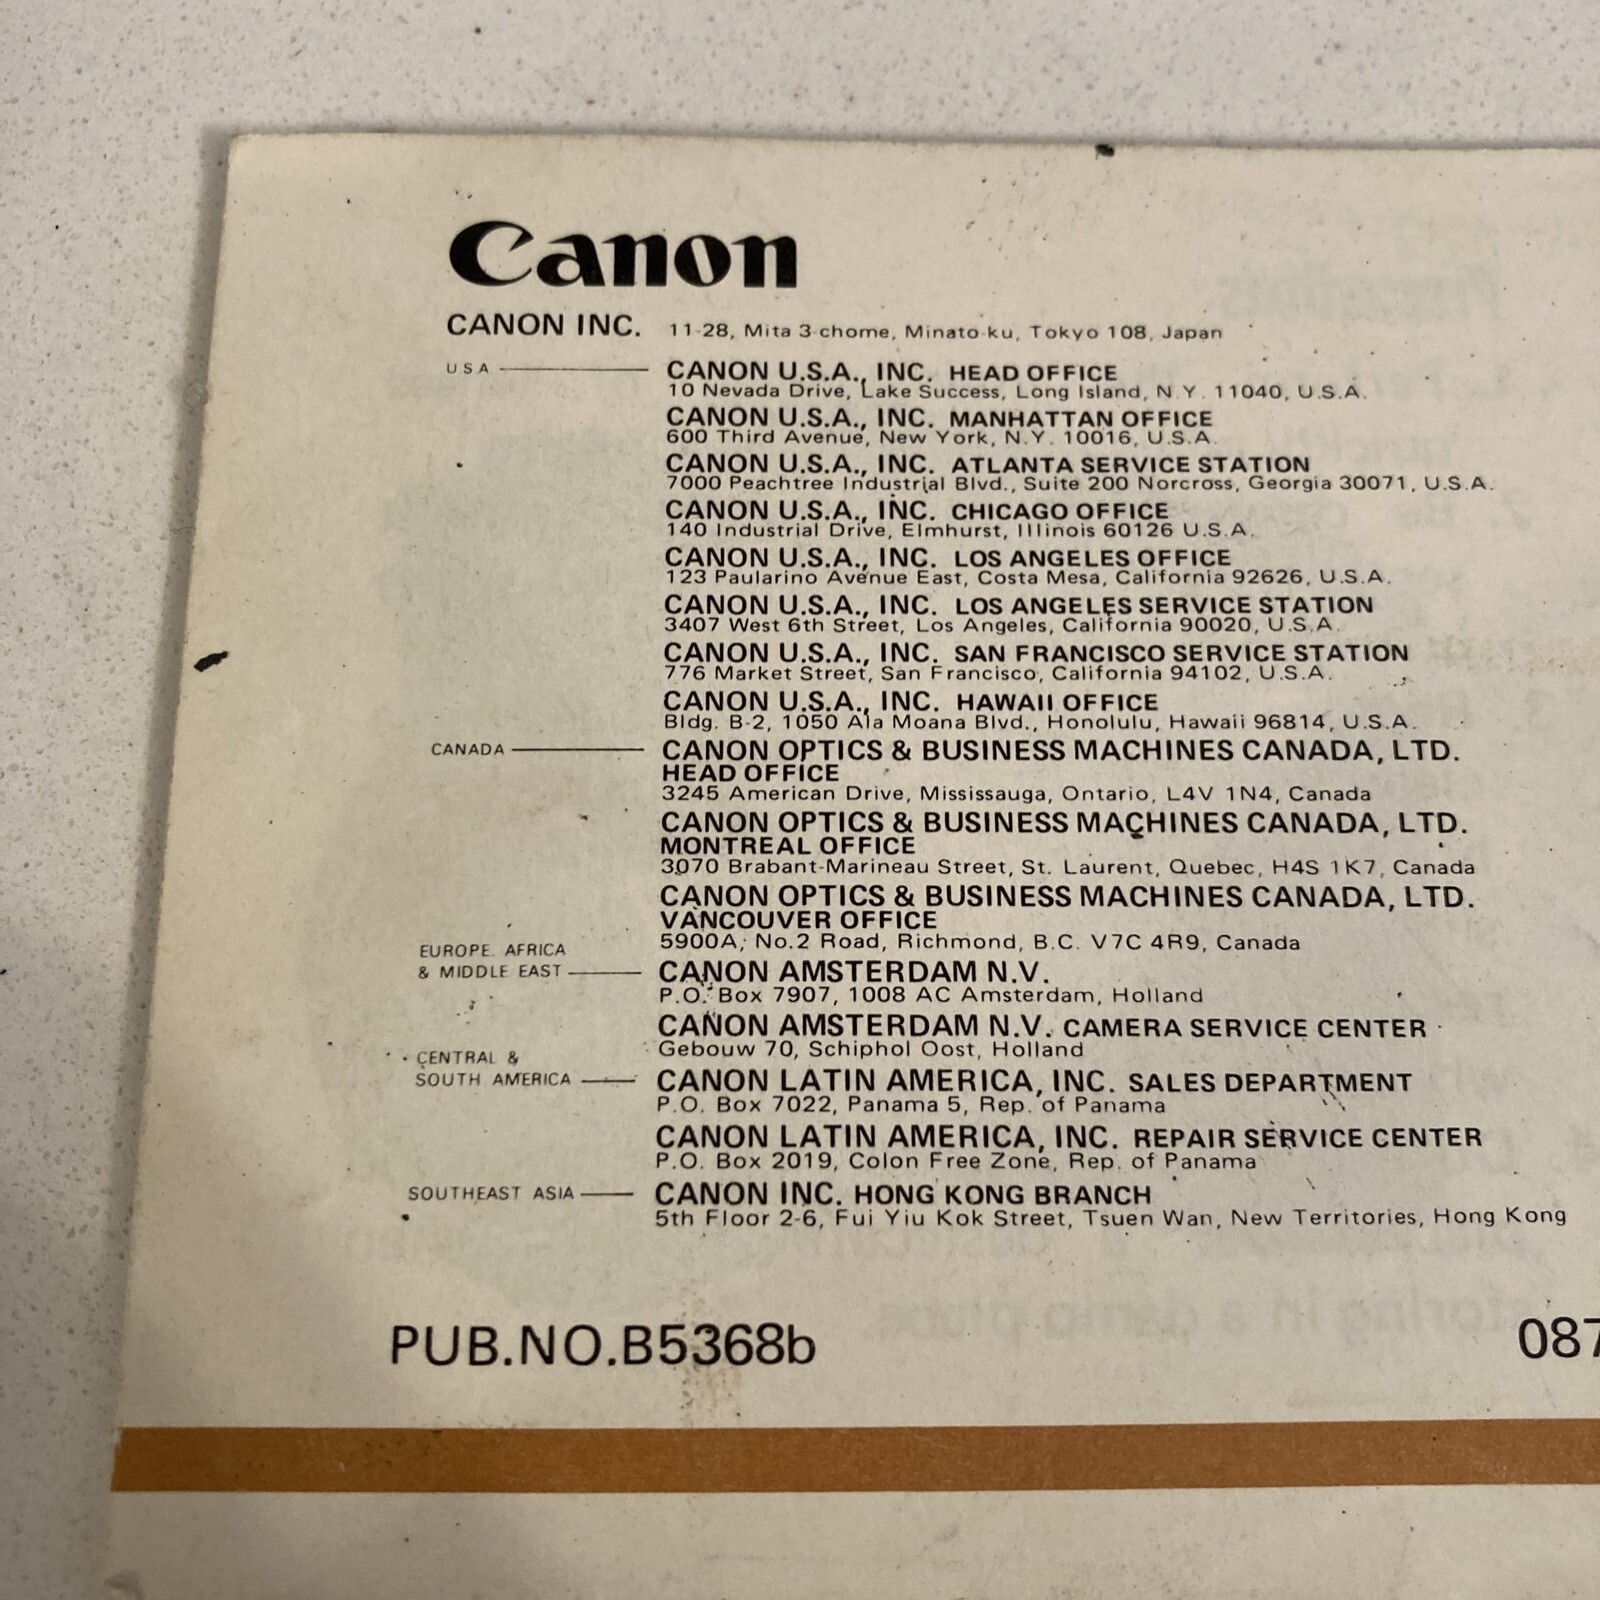 Canon
CANON INC. 11-28, Mita 3-chome, Minato-ku, Tokyo 108, Japan
USA CANON U.S.A., INC. HEAD OFFICE
10 Nevada Drive, Lake Success, Long Island, N.Y. 11040, U.S.A.
CANON U.S.A., INC. MANHATTAN OFFICE
600 Third Avenue, New York, N.Y. 10016, U.S.A.
CANON U.S.A., INC. ATLANTA SERVICE STATION
7000 Peachtree Industrial Blvd., Suite 200 Norcross, Georgia 30071, U.S.A.
CANON U.S.A., INC. CHICAGO OFFICE
140 Industrial Drive, Elmhurst, Illinois 60126 U.S.A.
CANON U.S.A., INC. LOS ANGELES OFFICE
123 Paularino Avenue East, Costa Mesa, California 92626, U.S.A.
CANON U.S.A., INC. LOS ANGELES SERVICE STATION
3407 West 6th Street, Los Angeles, California 90020, U.S.A.
CANON U.S.A., INC. SAN FRANCISCO SERVICE STATION
776 Market Street, San Francisco, California 94102, U.S.A.
CANON U.S.A., INC. HAWAII OFFICE
Bldg. B-2, 1050 Ala Moana Blvd., Honolulu, Hawaii 96814, U.S.A.
CANADA CANON OPTICS & BUSINESS MACHINES CANADA, LTD.
HEAD OFFICE
3245 American Drive, Mississauga, Ontario, L4V 1N4, Canada
CANON OPTICS & BUSINESS MACHINES CANADA, LTD.
MONTREAL OFFICE
3070 Brabant-Marineau Street, St. Laurent, Quebec, H4S 1K7, Canada
CANON OPTICS & BUSINESS MACHINES CANADA, LTD.
VANCOUVER OFFICE
5900A, No.2 Road, Richmond, B.C. V7C 4R9, Canada
EUROPE. AFRICA
& MIDDLE EAST CANON AMSTERDAM N.V.
P.O. Box 7907, 1008 AC Amsterdam, Holland
CANON AMSTERDAM N.V. CAMERA SERVICE CENTER
Gebouw 70, Schiphol Oost, Holland
CENTRAL &
SOUTH AMERICA CANON LATIN AMERICA, INC. SALES DEPARTMENT
P.O. Box 7022, Panama 5, Rep. of Panama
CANON LATIN AMERICA, INC. REPAIR SERVICE CENTER
P.O. Box 2019, Colon Free Zone, Rep. of Panama
SOUTHEAST ASIA CANON INC. HONG KONG BRANCH
5th Floor 2-6, Fui Yiu Kok Street, Tsuen Wan, New Territories, Hong Kong
PUB.NO.B5368b 087